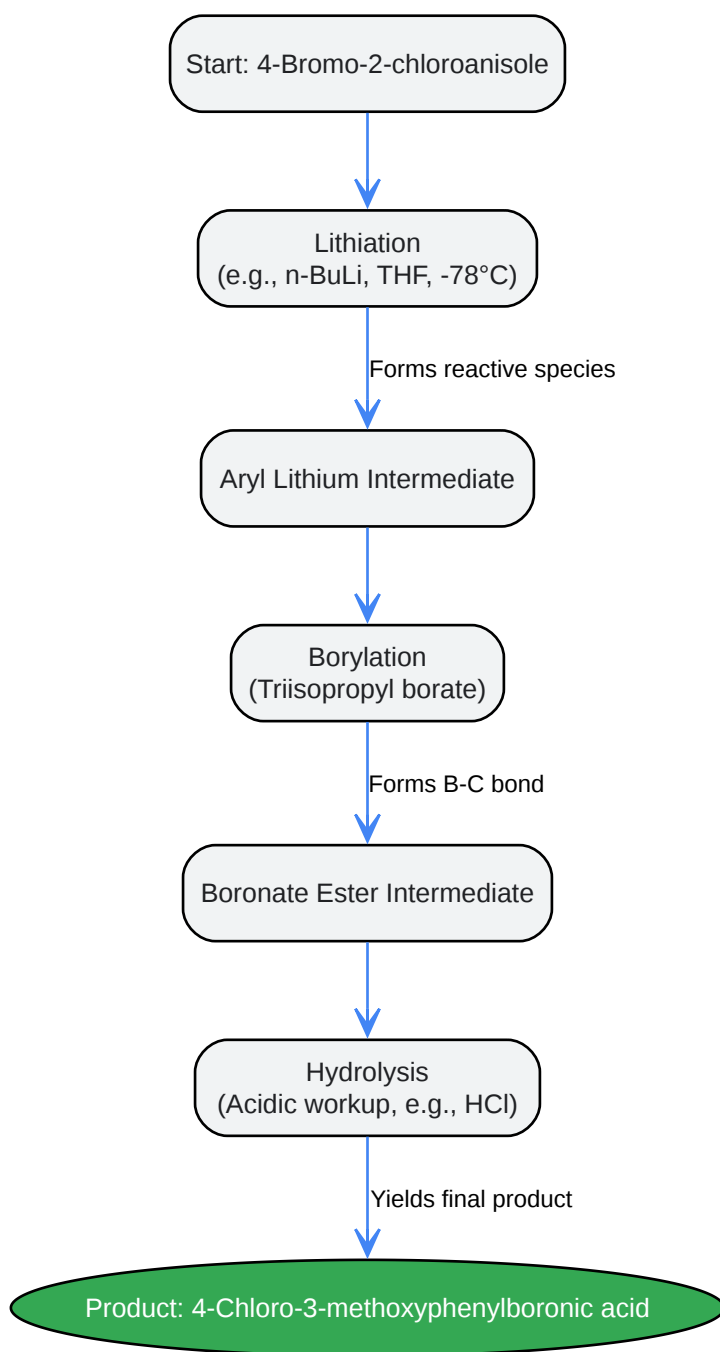 Start: 4-Bromo-2-chloroanisole
Lithiation
(e.g., n-BuLi, THF, -78°C)
Forms reactive species
Aryl Lithium Intermediate
Borylation
(Triisopropyl borate)
Forms B-C bond
Boronate Ester Intermediate
Hydrolysis
(Acidic workup, e.g., HCl)
Yields final product
Product: 4-Chloro-3-methoxyphenylboronic acid